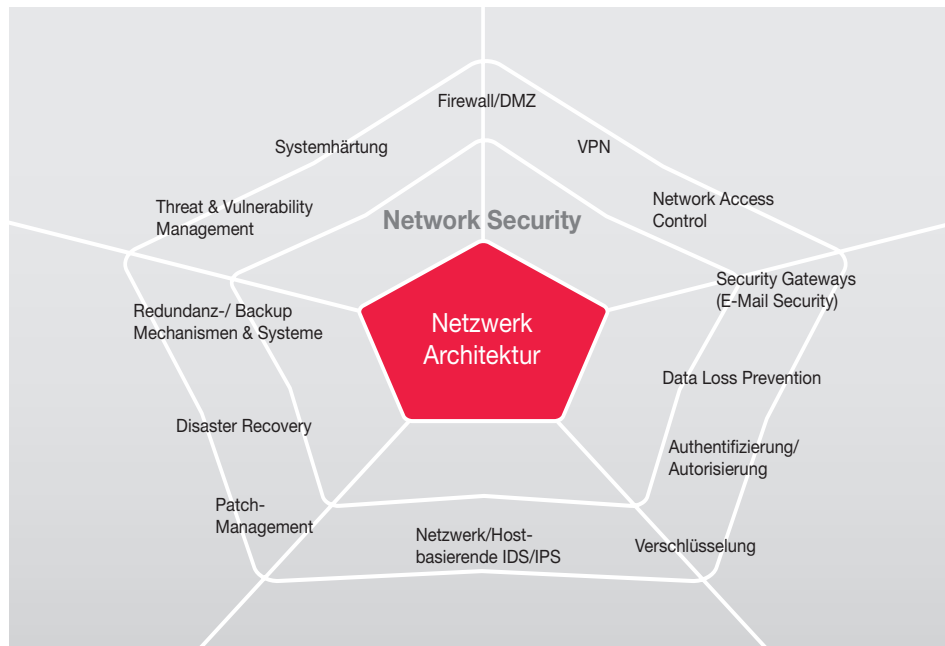 Firewall/DMZ
Systemhärtung
VPN
Threat & Vulnerability
Management
Network Access
Control
Network Security
Security Gateways
(E-Mail Security)
Redundanz-/ Backup
Mechanismen & Systeme
Netzwerk
Architektur
Data Loss Prevention
Disaster Recovery
Authentifizierung/
Autorisierung
Patch-
Management
Netzwerk/Host-
basierende IDS/IPS
Verschlüsselung